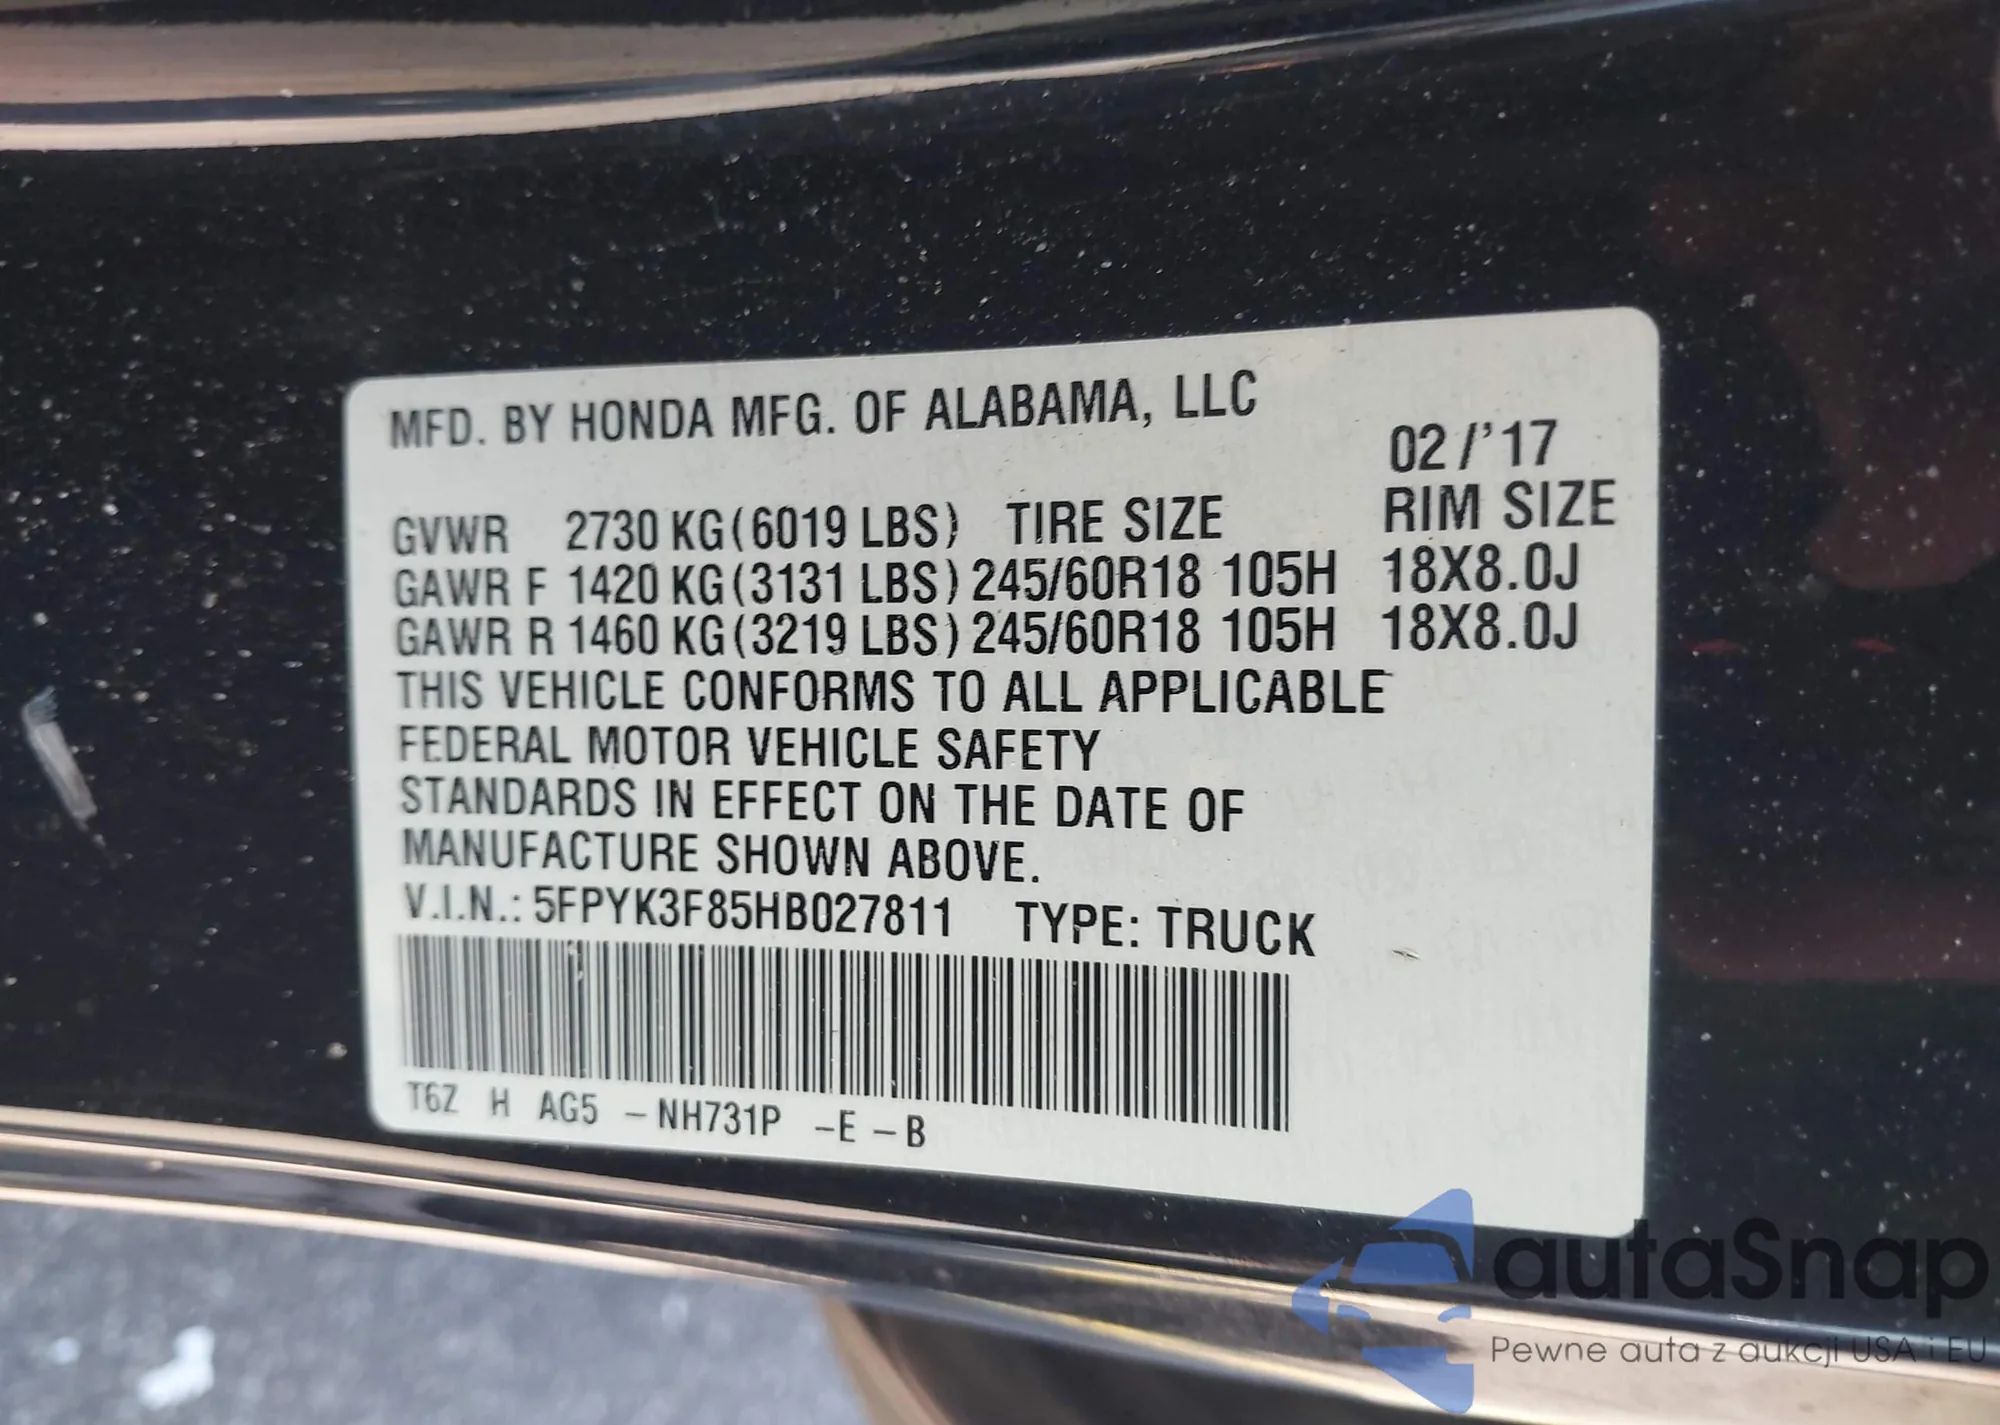 MFD. BY HONDA MFG. OF ALABAMA, LLC
02/'17
GVWR 2730 KG(6019 LBS) TIRE SIZE RIM SIZE
GAWR F 1420 KG(3131 LBS) 245/60R18 105H 18X8.0J
GAWR R 1460 KG(3219 LBS) 245/60R18 105H 18X8.0J
THIS VEHICLE CONFORMS TO ALL APPLICABLE
FEDERAL MOTOR VEHICLE SAFETY
STANDARDS IN EFFECT ON THE DATE OF
MANUFACTURE SHOWN ABOVE.
V.I.N.: 5FPYK3F85HB027811 TYPE: TRUCK
T6Z H AG5 -NH731P -E -B
autaSnap
Pewne auta z aukcji USA i EU